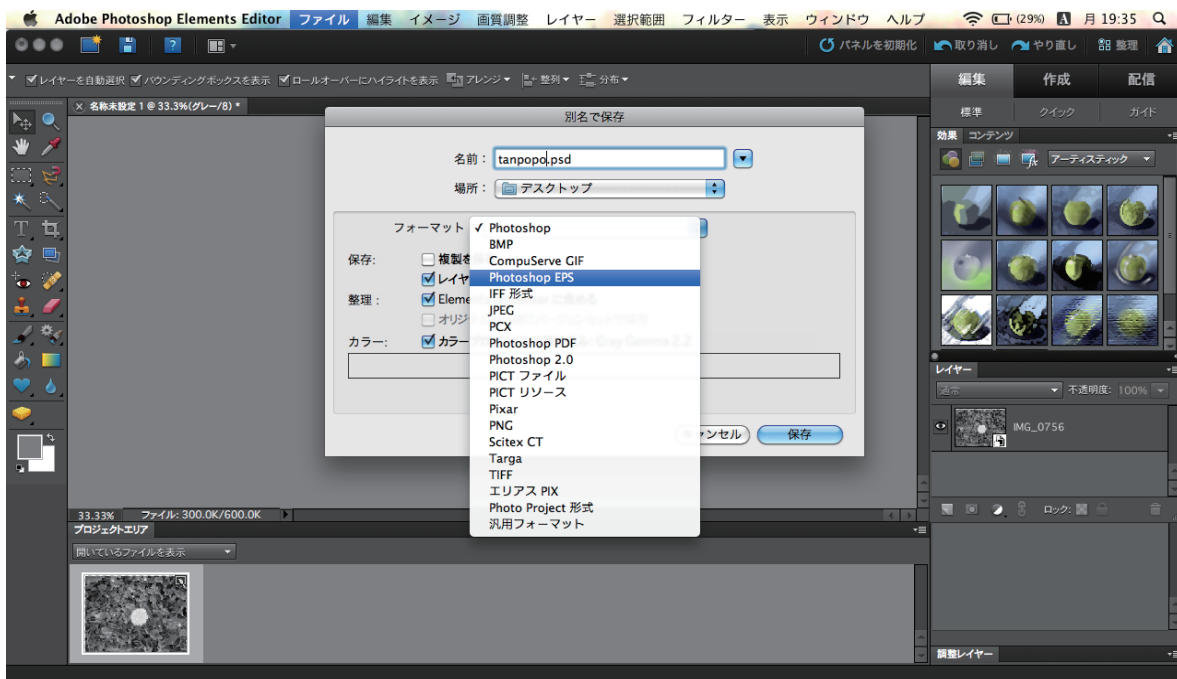 Adobe Photoshop Elements Editor ファイル 編集 イメージ 画質調整 レイヤー 選択範囲 フィルター 表示 ウィンドウ ヘルプ (29%) A 月 19:35
? パネルを初期化 取り消し やり直し 整理
レイヤーを自動選択 バウンディングボックスを表示 ロールオーバーにハイライトを表示 アレンジ 整列 分布
編集 作成 配信
標準 クイック ガイド
名称未設定 1 @ 33.3%(グレー/8) *
効果 コンテンツ
アーティスティック
別名で保存
名前： tanpopo.psd
場所： デスクトップ
フォーマット ✓ Photoshop
BMP
保存: 複製を
CompuServe GIF
レイヤ
Photoshop EPS
整理： Eleme
IFF 形式
オリジ
JPEG
PCX
カラー: カラー
Photoshop PDF
Gray Gamma 2.2
Photoshop 2.0
PICT ファイル
PICT リソース
Pixar
PNG
Scitex CT
Targa
TIFF
エリアス PIX
Photo Project 形式
汎用フォーマット
ャンセル 保存
レイヤー
通常 不透明度: 100%
IMG_0756
ロック:
33.33% ファイル: 300.0K/600.0K
プロジェクトエリア
開いているファイルを表示
調整レイヤー